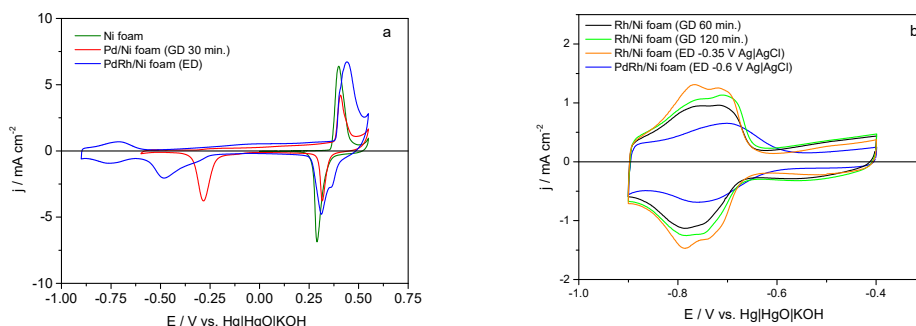 a
Ni foam
Pd/Ni foam (GD 30 min.)
PdRh/Ni foam (ED)
10
5
0
-5
-10
j / mA cm-2
-1.00 -0.75 -0.50 -0.25 0.00 0.25 0.50 0.75
E / V vs. Hg|HgO|KOH
b
Rh/Ni foam (GD 60 min.)
Rh/Ni foam (GD 120 min.)
Rh/Ni foam (ED -0.35 V Ag|AgCl)
PdRh/Ni foam (ED -0.6 V Ag|AgCl)
2
1
0
-1
-2
j / mA cm-2
-1.0 -0.8 -0.6 -0.4
E / V vs. Hg|HgO|KOH